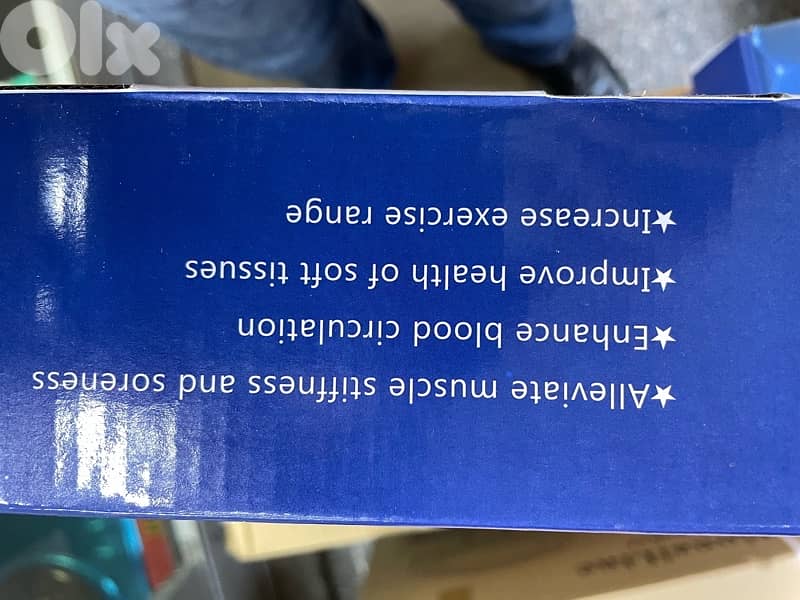 OLX
★Alleviate muscle stiffness and soreness
★Enhance blood circulation
★Improve health of soft tissues
★Increase exercise range